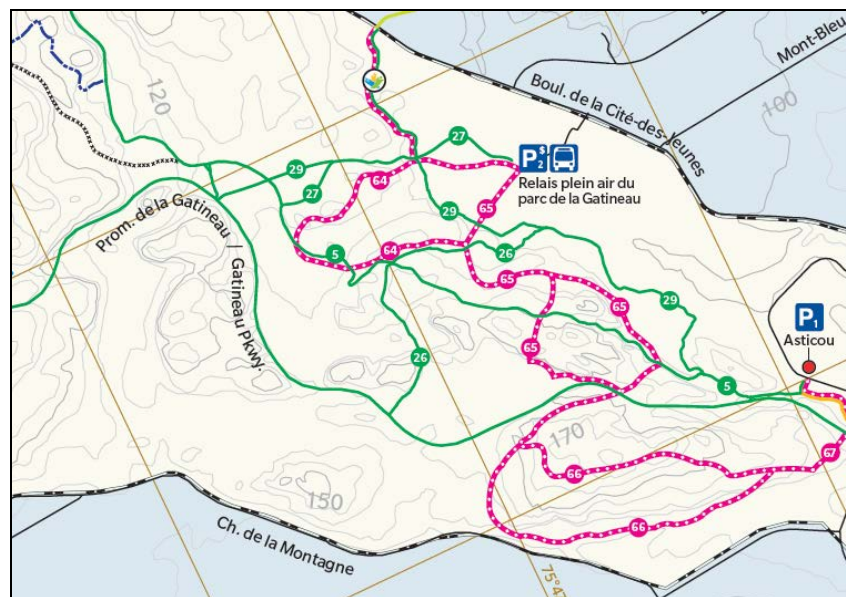 Mont-Bleu
Boul. de la Cité-des-Jeunes
120
100
27
P2$
29
Relais plein air du
parc de la Gatineau
64
27
65
29
Prom. de la Gatineau | Gatineau Pkwy.
5
64
26
65
65
29
P1
Asticou
65
26
5
170
67
66
150
66
Ch. de la Montagne
75°47